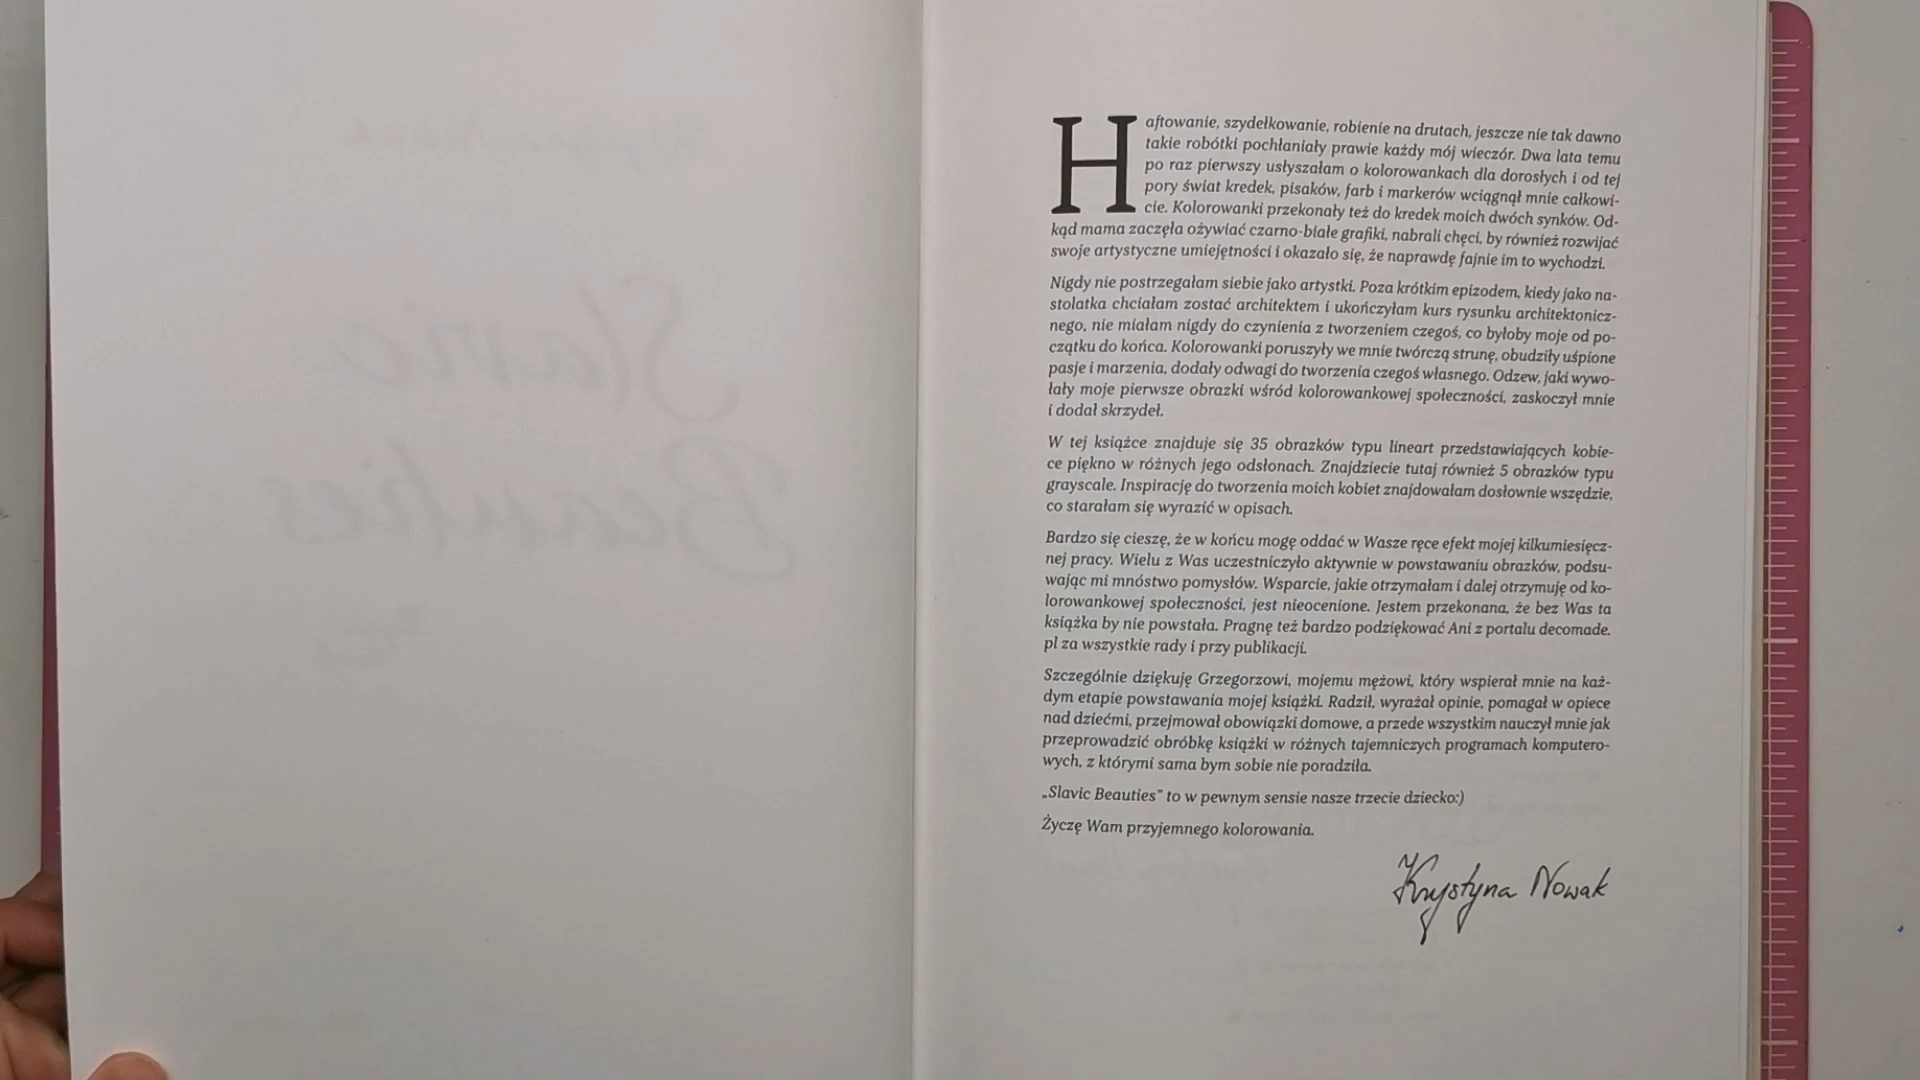 Haftowanie, szydełkowanie, robienie na drutach, jeszcze nie tak dawno
takie robótki pochłaniały prawie każdy mój wieczór. Dwa lata temu
po raz pierwszy usłyszałam o kolorowankach dla dorosłych i od tej
pory świat kredek, pisaków, farb i markerów wciągnął mnie całkowi-
cie. Kolorowanki przekonały też do kredek moich dwóch synków. Od-
kąd mama zaczęła ożywiać czarno-białe grafiki, nabrali chęci, by również rozwijać
swoje artystyczne umiejętności i okazało się, że naprawdę fajnie im to wychodzi.
Nigdy nie postrzegałam siebie jako artystki. Poza krótkim epizodem, kiedy jako na-
stolatka chciałam zostać architektem i ukończyłam kurs rysunku architektonicz-
nego, nie miałam nigdy do czynienia z tworzeniem czegoś, co byłoby moje od po-
czątku do końca. Kolorowanki poruszyły we mnie twórczą strunę, obudziły uśpione
pasje i marzenia, dodały odwagi do tworzenia czegoś własnego. Odzew, jaki wywo-
łały moje pierwsze obrazki wśród kolorowankowej społeczności, zaskoczył mnie
i dodał skrzydeł.
W tej książce znajduje się 35 obrazków typu lineart przedstawiających kobie-
ce piękno w różnych jego odsłonach. Znajdziecie tutaj również 5 obrazków typu
grayscale. Inspirację do tworzenia moich kobiet znajdowałam dosłownie wszędzie,
co starałam się wyrazić w opisach.
Bardzo się cieszę, że w końcu mogę oddać w Wasze ręce efekt mojej kilkumiesięcz-
nej pracy. Wielu z Was uczestniczyło aktywnie w powstawaniu obrazków, podsu-
wając mi mnóstwo pomysłów. Wsparcie, jakie otrzymałam i dalej otrzymuję od ko-
lorowankowej społeczności, jest nieocenione. Jestem przekonana, że bez Was ta
książka by nie powstała. Pragnę też bardzo podziękować Ani z portalu decomade.
pl za wszystkie rady i przy publikacji.
Szczególnie dziękuję Grzegorzowi, mojemu mężowi, który wspierał mnie na każ-
dym etapie powstawania mojej książki. Radził, wyrażał opinie, pomagał w opiece
nad dziećmi, przejmował obowiązki domowe, a przede wszystkim nauczył mnie jak
przeprowadzić obróbkę książki w różnych tajemniczych programach komputero-
wych, z którymi sama bym sobie nie poradziła.
„Slavic Beauties” to w pewnym sensie nasze trzecie dziecko:)
Życzę Wam przyjemnego kolorowania.
Krystyna Nowak